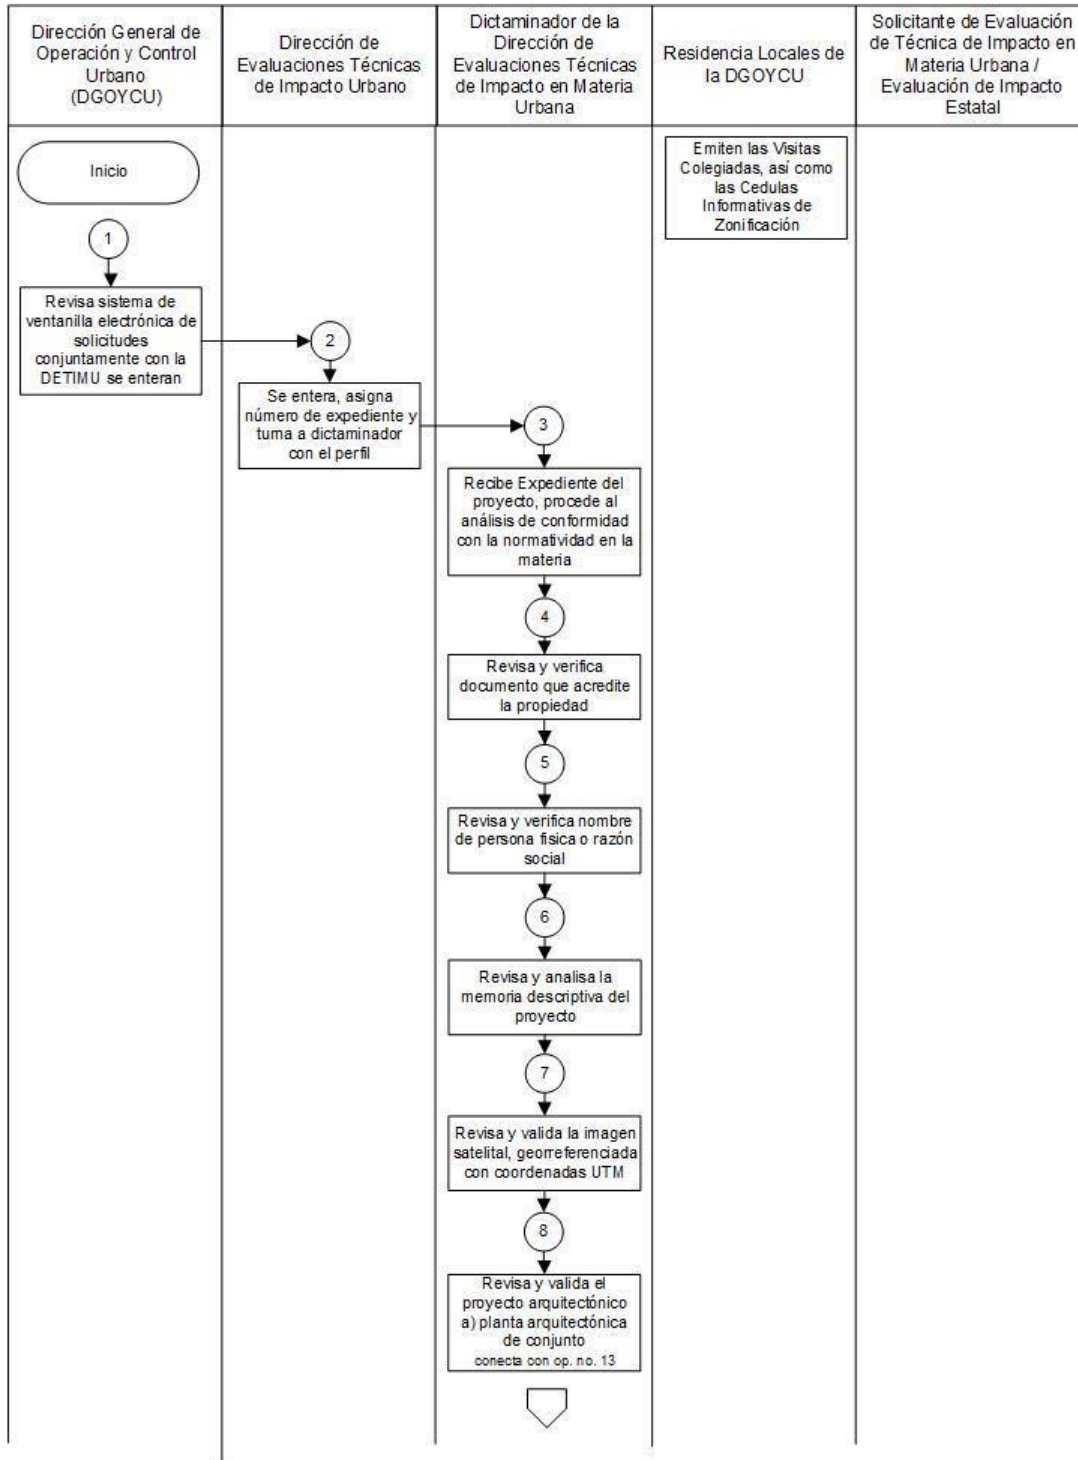 Dirección General de
Operación y Control
Urbano
(DGOYCU)
Dirección de
Evaluaciones Técnicas
de Impacto Urbano
Dictaminador de la
Dirección de
Evaluaciones Técnicas
de Impacto en Materia
Urbana
Residencia Locales de
la DGOYCU
Solicitante de Evaluación
de Técnica de Impacto en
Materia Urbana /
Evaluación de Impacto
Estatal
Inicio
Emiten las Visitas
Colegiadas, así como
las Cedulas
Informativas de
Zonificación
1
Revisa sistema de
ventanilla electrónica de
solicitudes
conjuntamente con la
DETIMU se enteran
2
Se entera, asigna
número de expediente y
turna a dictaminador
con el perfil
3
Recibe Expediente del
proyecto, procede al
análisis de conformidad
con la normatividad en la
materia
4
Revisa y verifica
documento que acredite
la propiedad
5
Revisa y verifica nombre
de persona fisica o razón
social
6
Revisa y analisa la
memoria descriptiva del
proyecto
7
Revisa y valida la imagen
satelital, georreferenciada
con coordenadas UTM
8
Revisa y valida el
proyecto arquitectónico
a) planta arquitectónica
de conjunto
conecta con op. no. 13